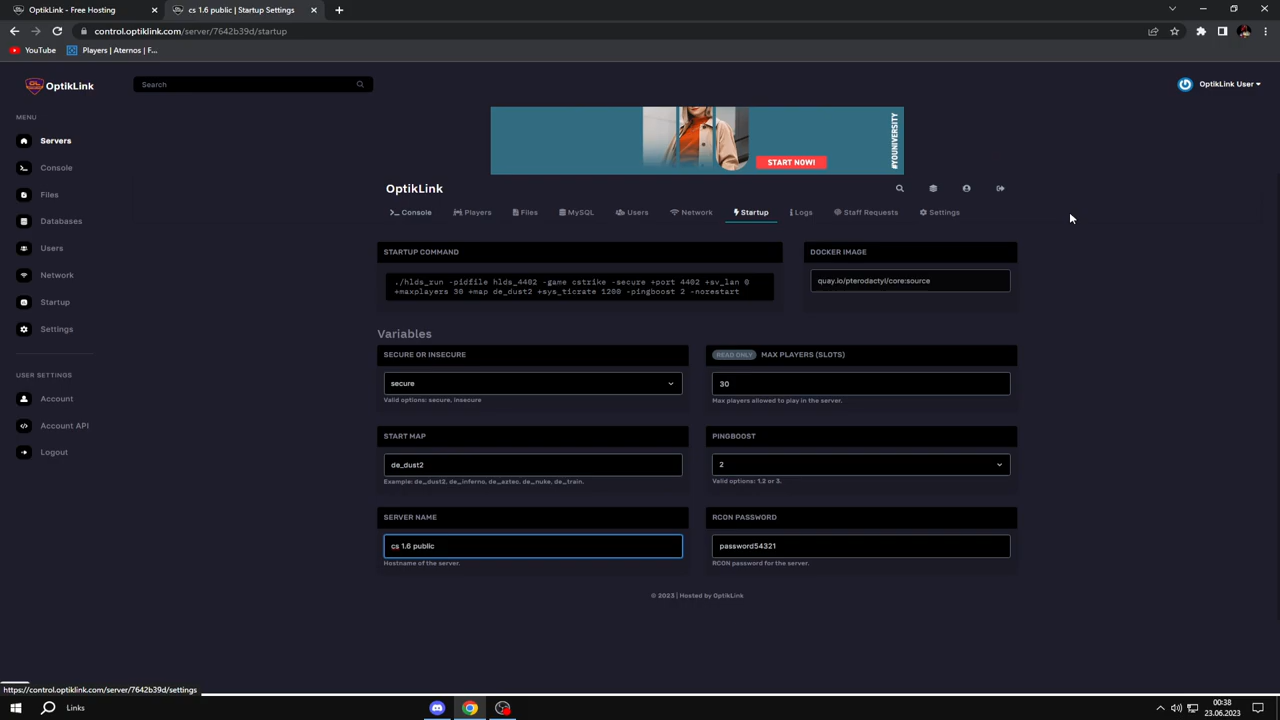 OptikLink - Free Hosting
cs 1.6 public | Startup Settings
control.optiklink.com/server/7642b39d/startup
YouTube
Players | Aternos | F...
OptikLink
Search
OptikLink User
MENU
Servers
Console
Files
Databases
Users
Network
Startup
Settings
USER SETTINGS
Account
Account API
Logout
START NOW!
#YOUNIVERSITY
OptikLink
Console
Players
Files
MySQL
Users
Network
Startup
Logs
Staff Requests
Settings
STARTUP COMMAND
./hlds_run -pidfile hlds_4402 -game cstrike -secure +port 4402 +sv_lan 0
+maxplayers 30 +map de_dust2 +sys_ticrate 1200 -pingboost 2 -norestart
DOCKER IMAGE
quay.io/pterodactyl/core:source
Variables
SECURE OR INSECURE
secure
Valid options: secure, insecure
READ ONLY MAX PLAYERS (SLOTS)
30
Max players allowed to play in the server.
START MAP
de_dust2
Example: de_dust2, de_inferno, de_aztec, de_nuke, de_train.
PINGBOOST
2
Valid options: 1,2 or 3.
SERVER NAME
cs 1.6 public
Hostname of the server.
RCON PASSWORD
password54321
RCON password for the server.
© 2023 | Hosted by OptikLink
https://control.optiklink.com/server/7642b39d/settings
Links
00:38
23.06.2023